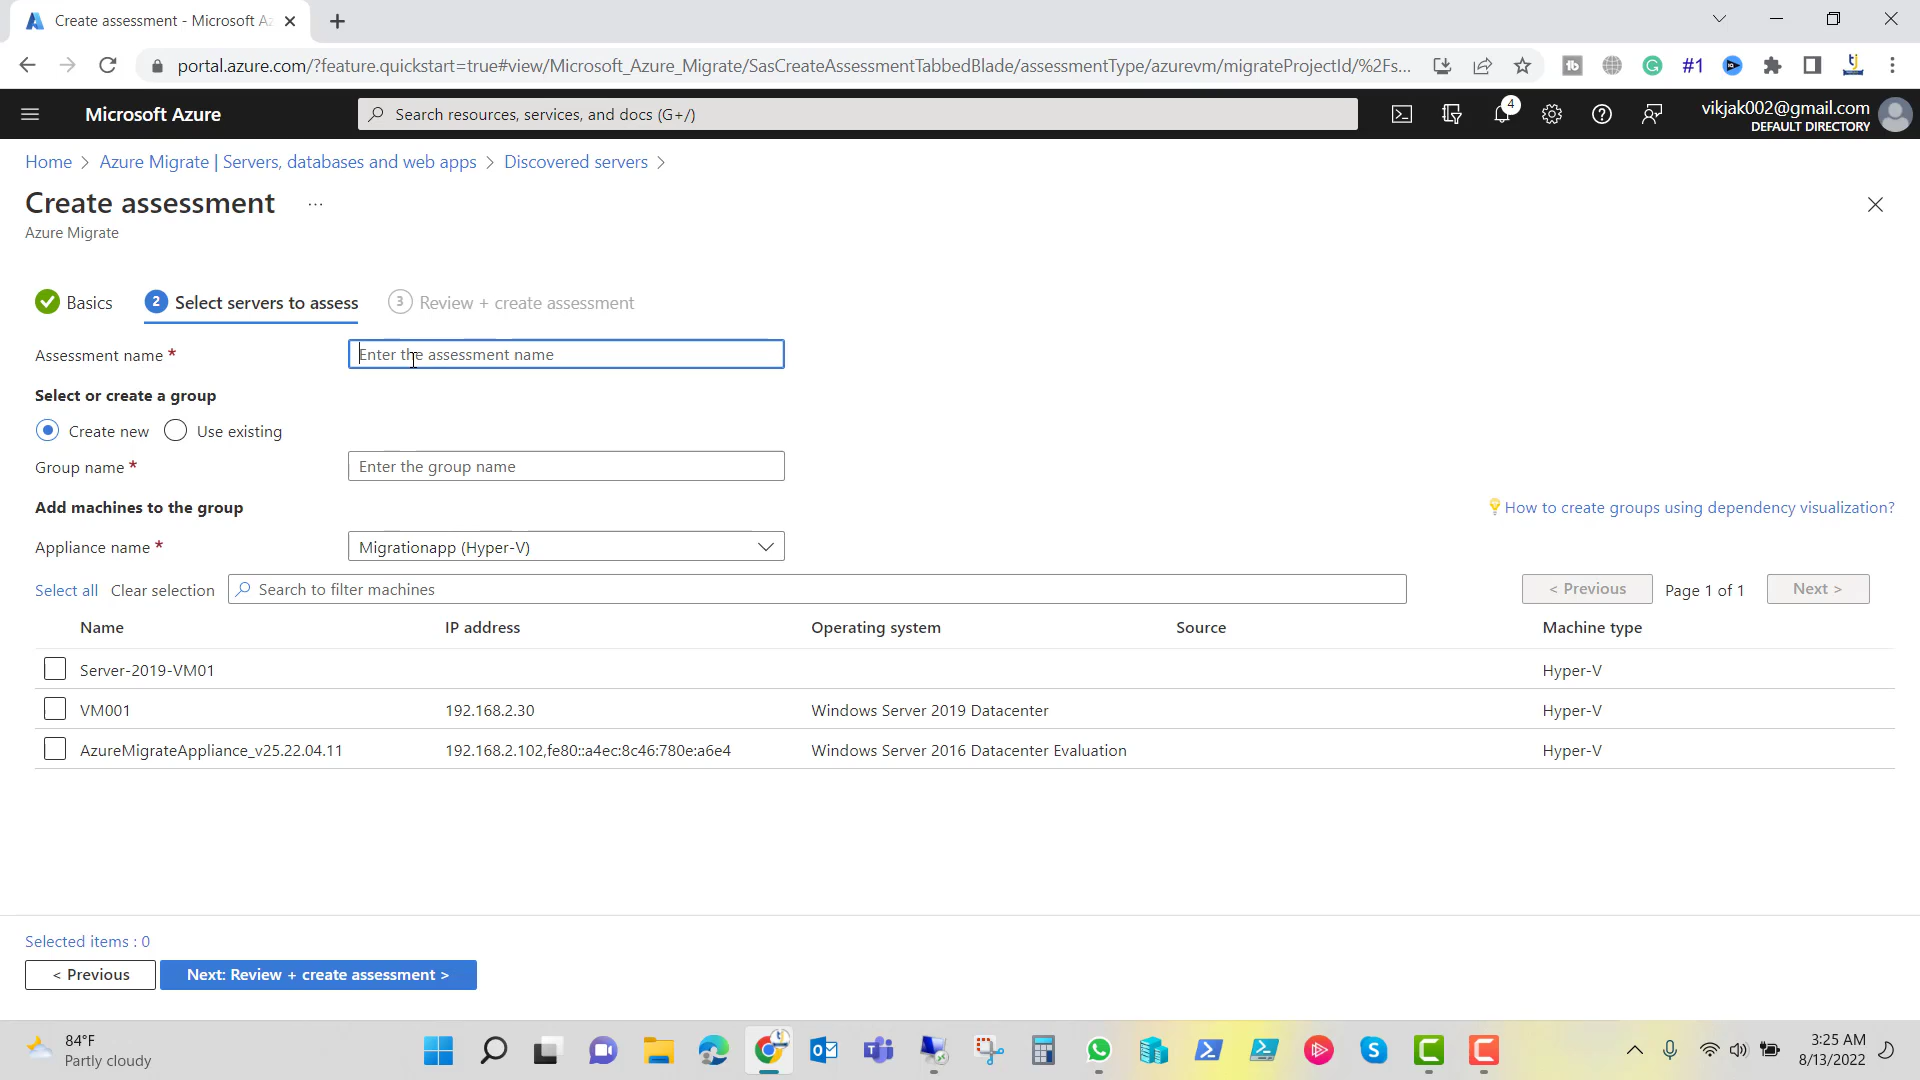 Create assessment - Microsoft Az
portal.azure.com/?feature.quickstart=true#view/Microsoft_Azure_Migrate/SasCreateAssessmentTabbedBlade/assessmentType/azurevm/migrateProjectId/%2Fs...
#1
Microsoft Azure
Search resources, services, and docs (G+/)
4
vikjak002@gmail.com
DEFAULT DIRECTORY
Home > Azure Migrate | Servers, databases and web apps > Discovered servers >
Create assessment ...
Azure Migrate
Basics 2 Select servers to assess 3 Review + create assessment
Assessment name * Enter the assessment name
Select or create a group
Create new Use existing
Group name * Enter the group name
Add machines to the group How to create groups using dependency visualization?
Appliance name * Migrationapp (Hyper-V)
Select all Clear selection Search to filter machines < Previous Page 1 of 1 Next >
Name IP address Operating system Source Machine type
Server-2019-VM01 Hyper-V
VM001 192.168.2.30 Windows Server 2019 Datacenter Hyper-V
AzureMigrateAppliance_v25.22.04.11 192.168.2.102,fe80::a4ec:8c46:780e:a6e4 Windows Server 2016 Datacenter Evaluation Hyper-V
Selected items : 0
< Previous Next: Review + create assessment >
84°F
Partly cloudy
3:25 AM
8/13/2022